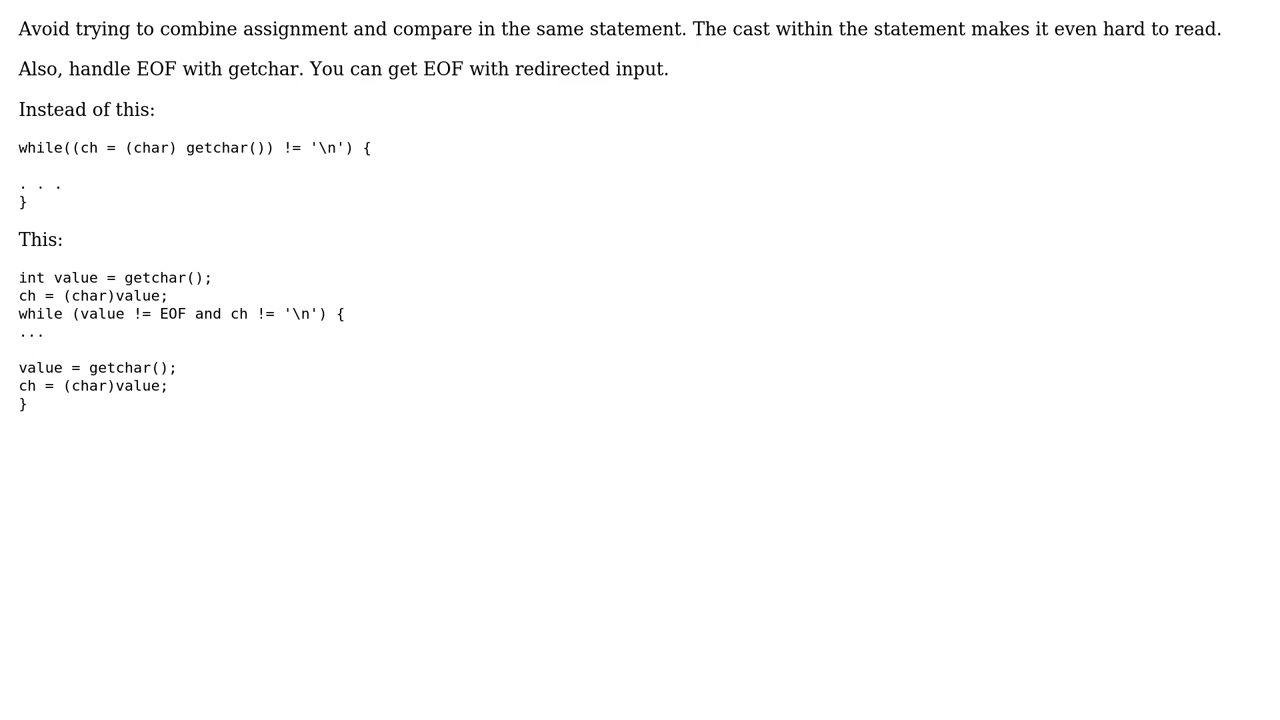 Avoid trying to combine assignment and compare in the same statement. The cast within the statement makes it even hard to read.
Also, handle EOF with getchar. You can get EOF with redirected input.
Instead of this:
while((ch = (char) getchar()) != '\n') {
. . .
}
This:
int value = getchar();
ch = (char)value;
while (value != EOF and ch != '\n') {
...
value = getchar();
ch = (char)value;
}